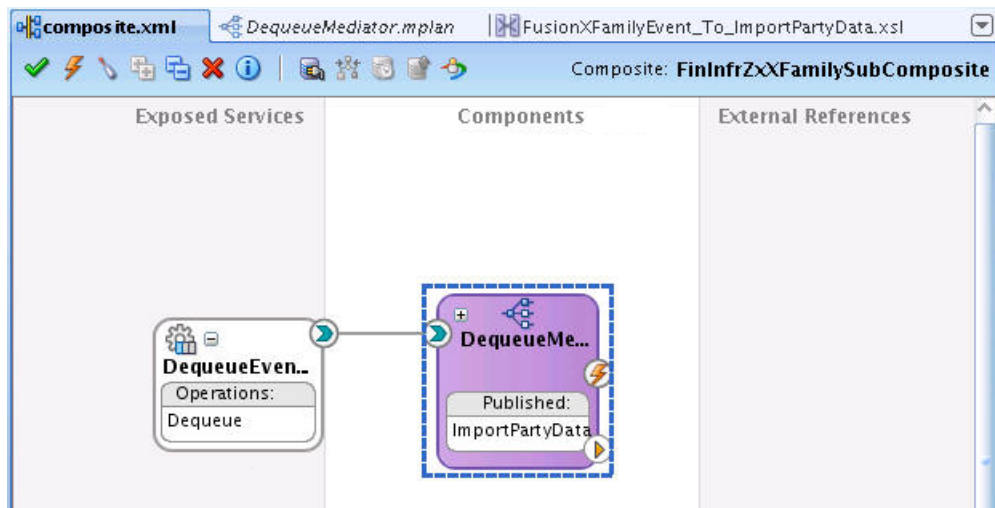 composite.xml DequeueMediator.mplan FusionXFamilyEvent_To_ImportPartyData.xsl
Composite: FinInfrZxXFamilySubComposite
Exposed Services Components External References
DequeueMe...
DequeueEven...
Operations:
Dequeue
Published:
ImportPartyData